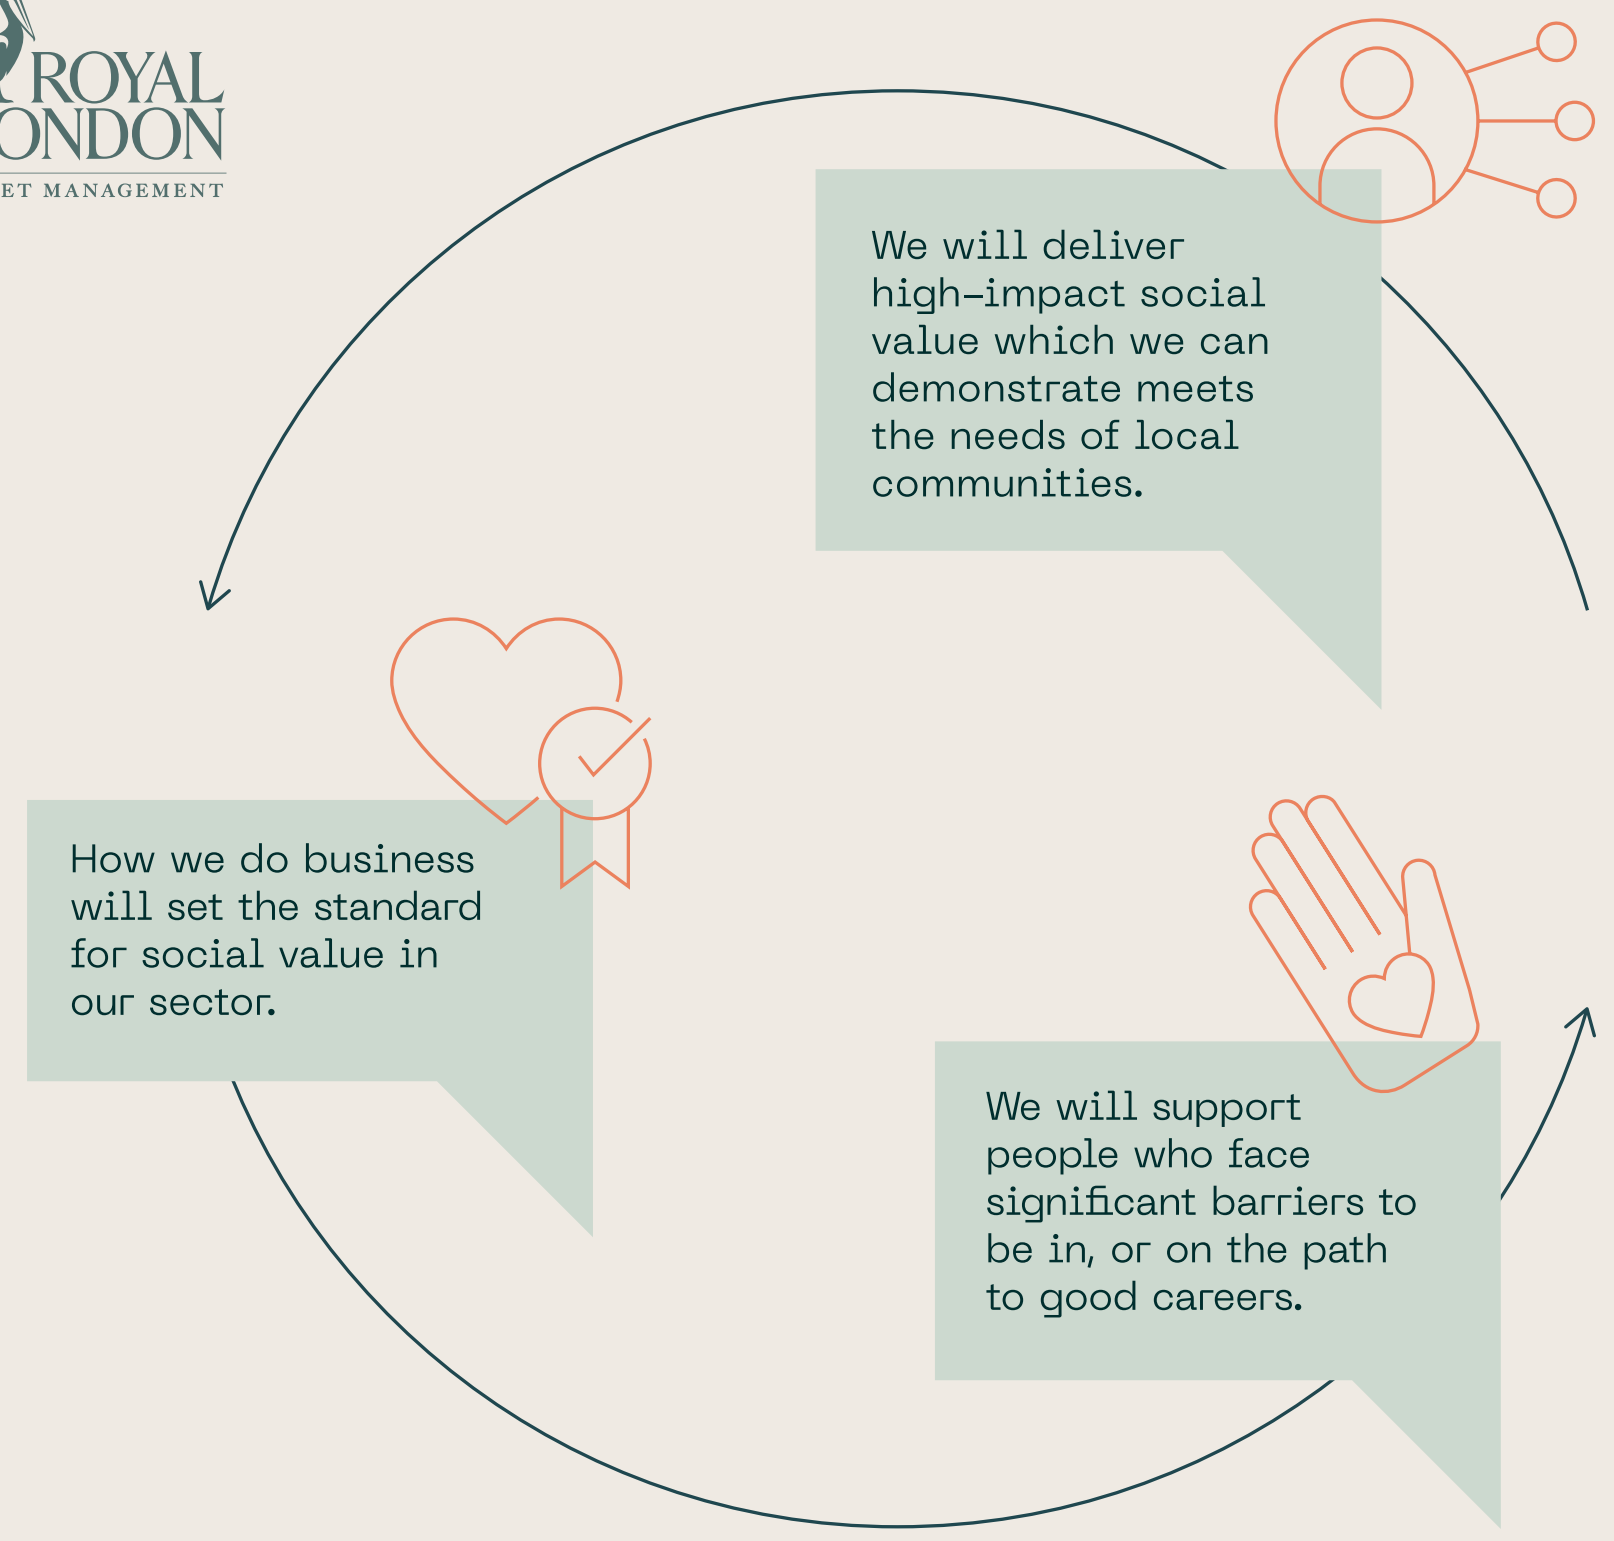 ROYAL
ONDON
ET MANAGEMENT
We will deliver
high–impact social
value which we can
demonstrate meets
the needs of local
communities.
How we do business
will set the standard
for social value in
our sector.
We will support
people who face
significant barriers to
be in, or on the path
to good careers.